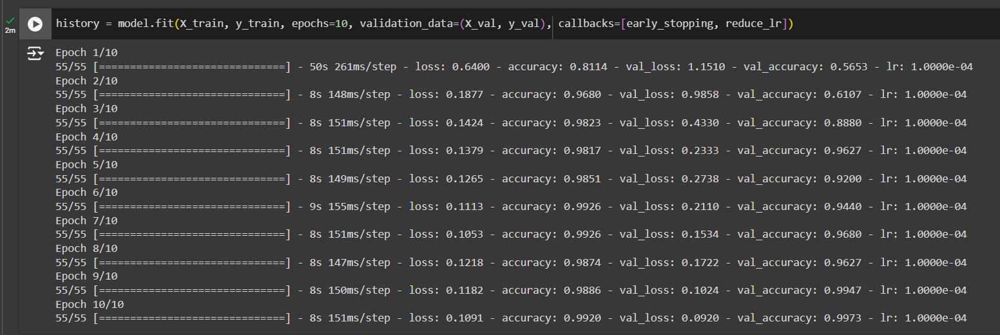 history = model.fit(X_train, y_train, epochs=10, validation_data=(X_val, y_val), callbacks=[early_stopping, reduce_lr])
2m
Epoch 1/10
55/55 [==============================] - 50s 261ms/step - loss: 0.6400 - accuracy: 0.8114 - val_loss: 1.1510 - val_accuracy: 0.5653 - lr: 1.0000e-04
Epoch 2/10
55/55 [==============================] - 8s 148ms/step - loss: 0.1877 - accuracy: 0.9680 - val_loss: 0.9858 - val_accuracy: 0.6107 - lr: 1.0000e-04
Epoch 3/10
55/55 [==============================] - 8s 151ms/step - loss: 0.1424 - accuracy: 0.9823 - val_loss: 0.4330 - val_accuracy: 0.8880 - lr: 1.0000e-04
Epoch 4/10
55/55 [==============================] - 8s 151ms/step - loss: 0.1379 - accuracy: 0.9817 - val_loss: 0.2333 - val_accuracy: 0.9627 - lr: 1.0000e-04
Epoch 5/10
55/55 [==============================] - 8s 149ms/step - loss: 0.1265 - accuracy: 0.9851 - val_loss: 0.2738 - val_accuracy: 0.9200 - lr: 1.0000e-04
Epoch 6/10
55/55 [==============================] - 9s 155ms/step - loss: 0.1113 - accuracy: 0.9926 - val_loss: 0.2110 - val_accuracy: 0.9440 - lr: 1.0000e-04
Epoch 7/10
55/55 [==============================] - 8s 151ms/step - loss: 0.1053 - accuracy: 0.9926 - val_loss: 0.1534 - val_accuracy: 0.9680 - lr: 1.0000e-04
Epoch 8/10
55/55 [==============================] - 8s 147ms/step - loss: 0.1218 - accuracy: 0.9874 - val_loss: 0.1722 - val_accuracy: 0.9627 - lr: 1.0000e-04
Epoch 9/10
55/55 [==============================] - 8s 150ms/step - loss: 0.1182 - accuracy: 0.9886 - val_loss: 0.1024 - val_accuracy: 0.9947 - lr: 1.0000e-04
Epoch 10/10
55/55 [==============================] - 8s 151ms/step - loss: 0.1091 - accuracy: 0.9920 - val_loss: 0.0920 - val_accuracy: 0.9973 - lr: 1.0000e-04